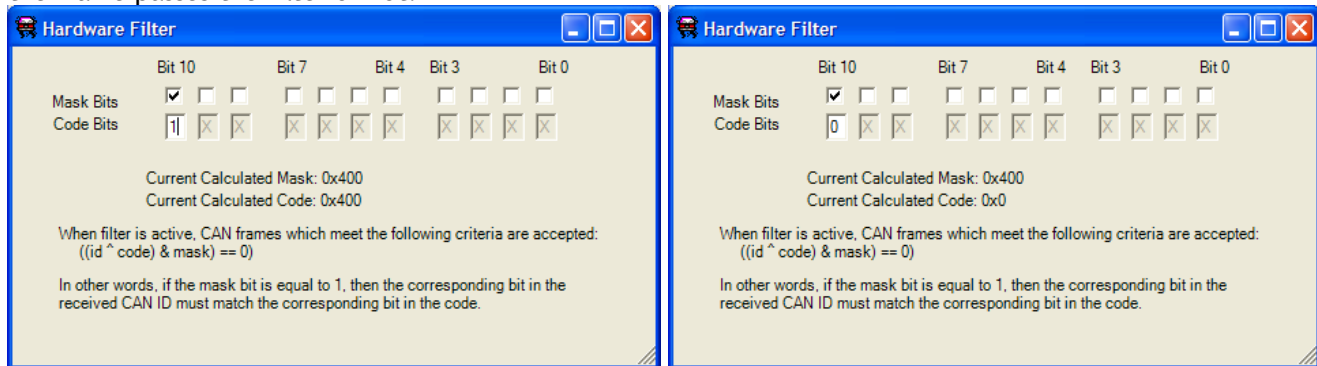 Hardware Filter
Bit 10 Bit 7 Bit 4 Bit 3 Bit 0
Mask Bits
Code Bits 1 X X X X X X X X X X
Current Calculated Mask: 0x400
Current Calculated Code: 0x400
When filter is active, CAN frames which meet the following criteria are accepted:
((id ^ code) & mask) == 0)
In other words, if the mask bit is equal to 1, then the corresponding bit in the
received CAN ID must match the corresponding bit in the code.
Hardware Filter
Bit 10 Bit 7 Bit 4 Bit 3 Bit 0
Mask Bits
Code Bits 0 X X X X X X X X X X
Current Calculated Mask: 0x400
Current Calculated Code: 0x0
When filter is active, CAN frames which meet the following criteria are accepted:
((id ^ code) & mask) == 0)
In other words, if the mask bit is equal to 1, then the corresponding bit in the
received CAN ID must match the corresponding bit in the code.